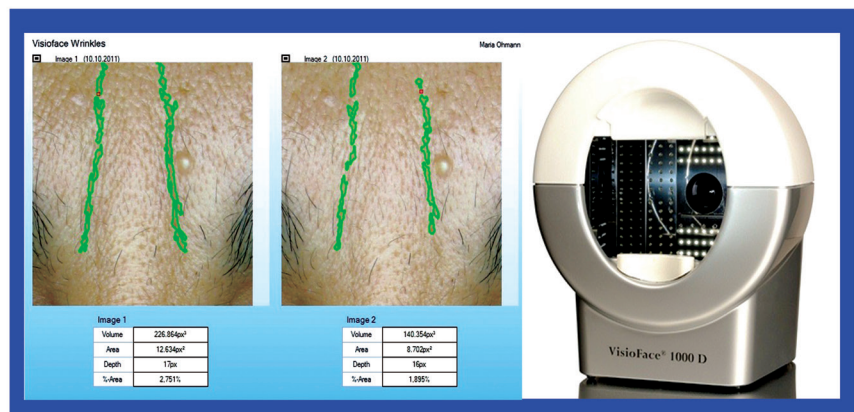 Visioface Wrinkles
Maria Ohmann
Image 1 (10.10.2011)
Image 2 (10.10.2011)
Image 1
Volume 226.864px³
Area 12.634px²
Depth 17px
%-Area 2,751%
Image 2
Volume 140.354px³
Area 8.702px²
Depth 16px
%-Area 1,895%
VisioFace® 1000 D